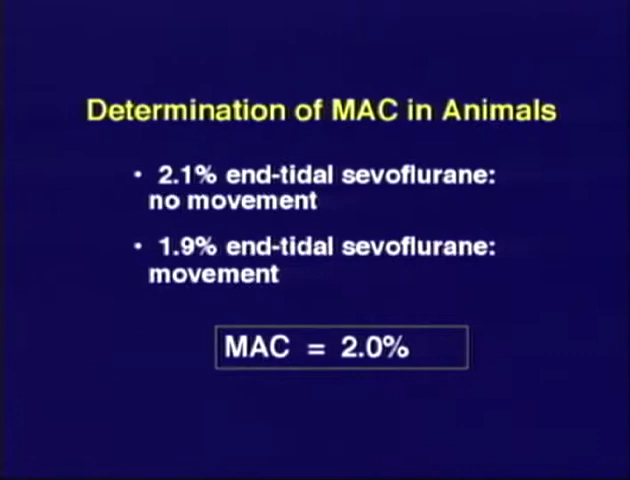 Determination of MAC in Animals
• 2.1% end-tidal sevoflurane:
no movement
• 1.9% end-tidal sevoflurane:
movement
MAC = 2.0%